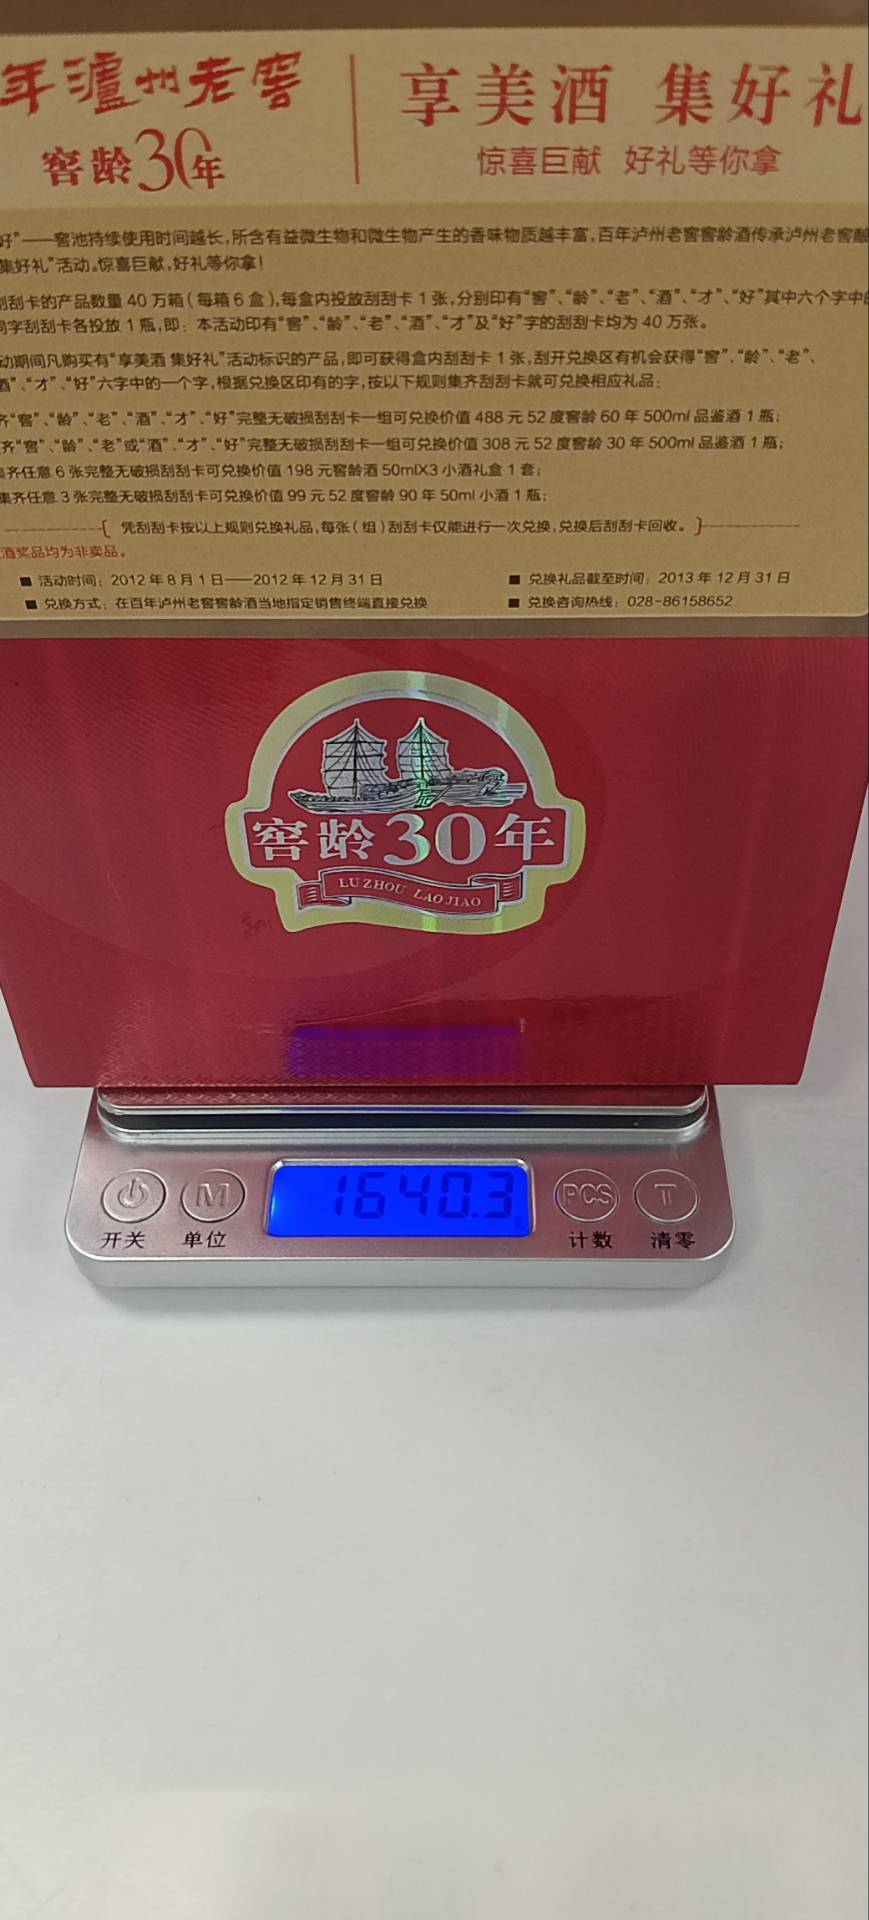 年泸州老窖
窖龄30年
享美酒 集好礼
惊喜巨献 好礼等你拿
好”——窖池持续使用时间越长,所含有益微生物和微生物产生的香味物质越丰富,百年泸州老窖窖龄酒传承泸州老窖酿
集好礼”活动。惊喜巨献,好礼等你拿!
刮刮卡的产品数量 40 万箱(每箱 6 盒),每盒内投放刮刮卡 1 张,分别印有“窖”、“龄”、“老”、“酒”、“才”、“好”其中六个字中的
同字刮刮卡各投放 1 瓶,即:本活动印有“窖”、“龄”、“老”、“酒”、“才”及“好”字的刮刮卡均为 40 万张。
动期间凡购买有“享美酒 集好礼”活动标识的产品,即可获得盒内刮刮卡 1 张,刮开兑换区有机会获得“窖”、“龄”、“老”、
酒”、“才”、“好”六字中的一个字,根据兑换区印有的字,按以下规则集齐刮刮卡就可兑换相应礼品:
齐“窖”、“龄”、“老”、“酒”、“才”、“好”完整无破损刮刮卡一组可兑换价值 488 元 52 度窖龄 60 年 500ml 品鉴酒 1 瓶;
齐“窖”、“龄”、“老”或“酒”、“才”、“好”完整无破损刮刮卡一组可兑换价值 308 元 52 度窖龄 30 年 500ml 品鉴酒 1 瓶;
集齐任意 6 张完整无破损刮刮卡可兑换价值 198 元窖龄酒 50mlX3 小酒礼盒 1 套;
集齐任意 3 张完整无破损刮刮卡可兑换价值 99 元 52 度窖龄 90 年 50ml 小酒 1 瓶;
凭刮刮卡按以上规则兑换礼品,每张(组)刮刮卡仅能进行一次兑换,兑换后刮刮卡回收。
酒奖品均为非卖品。
■ 活动时间:2012 年 8 月 1 日——2012 年 12 月 31 日
■ 兑换礼品截至时间:2013 年 12 月 31 日
■ 兑换方式:在百年泸州老窖窖龄酒当地指定销售终端直接兑换
■ 兑换咨询热线:028-86158652
窖龄30年
LU ZHOU LAO JIAO
M
1640.3
PCS
T
开关
单位
计数
清零